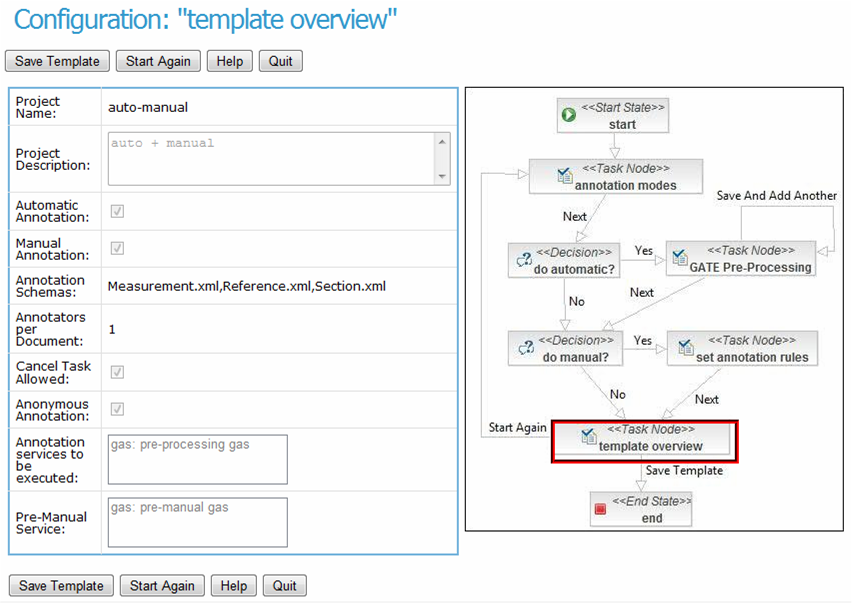 Configuration: "template overview"
Save Template
Start Again
Help
Quit
Project
Name:
auto-manual
Project
Description:
auto + manual
Automatic
Annotation:
Manual
Annotation:
Annotation
Schemas:
Measurement.xml,Reference.xml,Section.xml
Annotators
per
Document:
1
Cancel Task
Allowed:
Anonymous
Annotation:
Annotation
services to
be
executed:
gas: pre-processing gas
Pre-Manual
Service:
gas: pre-manual gas
<<Start State>>
start
<<Task Node>>
annotation modes
Save And Add Another
Next
<<Decision>>
do automatic?
Yes
<<Task Node>>
GATE Pre-Processing
No
Next
<<Decision>>
do manual?
Yes
<<Task Node>>
set annotation rules
No
Next
Start Again
<<Task Node>>
template overview
Save Template
<<End State>>
end
Save Template
Start Again
Help
Quit